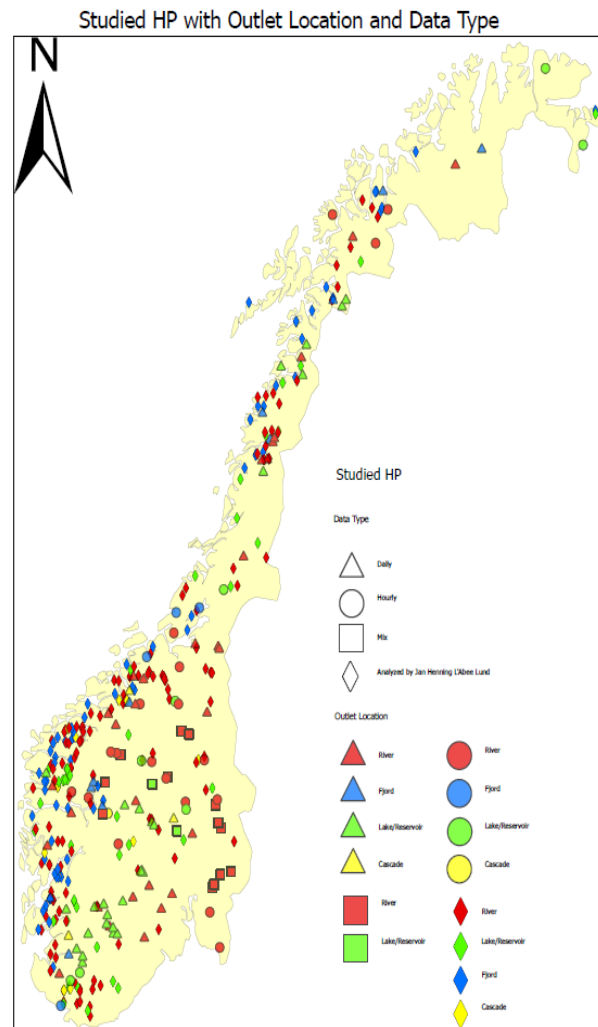 Studied HP with Outlet Location and Data Type
N
Studied HP
Data Type
Daily
Hourly
Mix
Analyzed by Jan Henning L'Abee Lund
Outlet Location
River
River
Fjord
Fjord
Lake/Reservoir
Lake/Reservoir
Cascade
Cascade
River
River
Lake/Reservoir
Lake/Reservoir
Fjord
Cascade